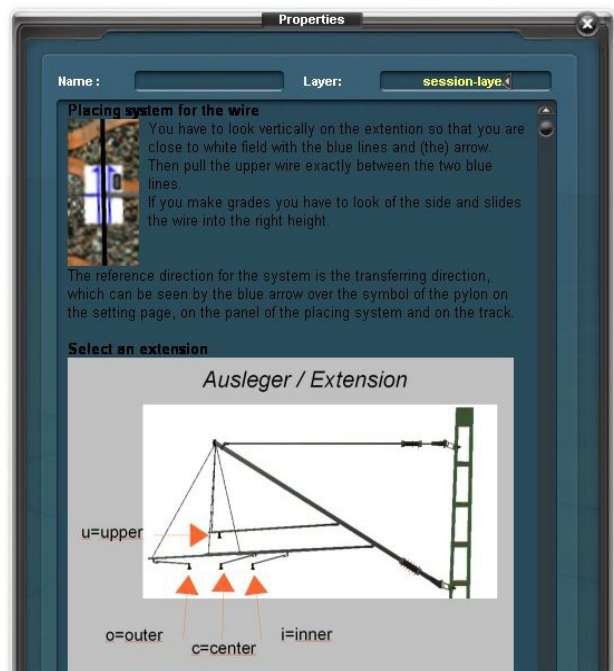 Properties
Name :
Layer:
session-laye
Placing system for the wire
You have to look vertically on the extention so that you are
close to white field with the blue lines and (the) arrow.
Then pull the upper wire exactly between the two blue
lines.
If you make grades you have to look of the side and slides
the wire into the right height.
The reference direction for the system is the transferring direction,
which can be seen by the blue arrow over the symbol of the pylon on
the setting page, on the panel of the placing system and on the track.
Select an extension
Ausleger / Extension
u=upper
o=outer
c=center
i=inner